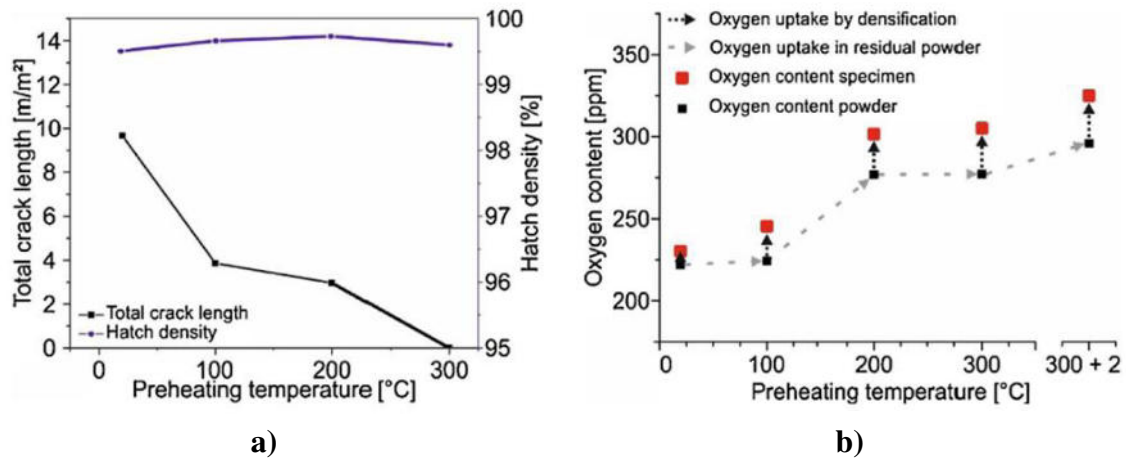 14
12
10
8
6
4
2
0
Total crack length [m/m²]
100
99
98
97
96
95
Hatch density [%]
Total crack length
Hatch density
0 100 200 300
Preheating temperature [°C]
a)
350
300
250
200
Oxygen content [ppm]
Oxygen uptake by densification
Oxygen uptake in residual powder
Oxygen content specimen
Oxygen content powder
0 100 200 300 300 + 2
Preheating temperature [°C]
b)